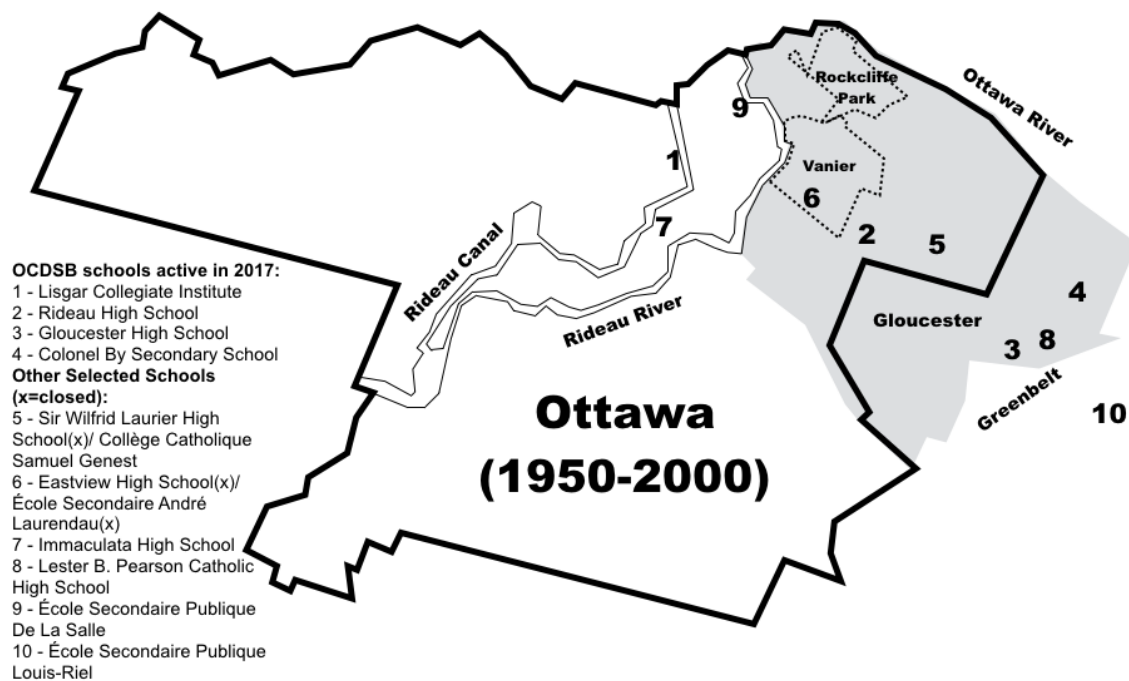 Rockcliffe
Park
Ottawa River
9
1
Vanier
6
7
2
5
Rideau Canal
Rideau River
4
Gloucester
3
8
Greenbelt
10
Ottawa
(1950-2000)
OCDSB schools active in 2017:
1 - Lisgar Collegiate Institute
2 - Rideau High School
3 - Gloucester High School
4 - Colonel By Secondary School
Other Selected Schools
(x=closed):
5 - Sir Wilfrid Laurier High
School(x)/ Collège Catholique
Samuel Genest
6 - Eastview High School(x)/
École Secondaire André
Laurendau(x)
7 - Immaculata High School
8 - Lester B. Pearson Catholic
High School
9 - École Secondaire Publique
De La Salle
10 - École Secondaire Publique
Louis-Riel